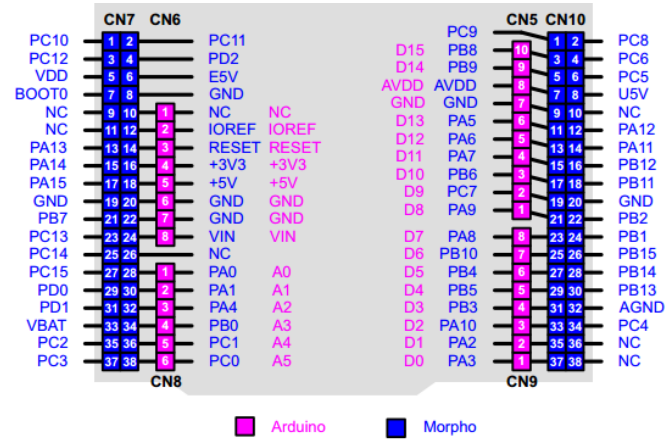 CN7 CN6 CN5 CN10
PC10 1 2 PC11 PC9 1 2 PC8
PC12 3 4 PD2 D15 PB8 10 3 4 PC6
VDD 5 6 E5V D14 PB9 9 5 6 PC5
BOOT0 7 8 GND AVDD AVDD 8 7 8 U5V
NC 9 10 1 NC NC GND GND 7 9 10 NC
NC 11 12 2 IOREF IOREF D13 PA5 6 11 12 PA12
PA13 13 14 3 RESET RESET D12 PA6 5 13 14 PA11
PA14 15 16 4 +3V3 +3V3 D11 PA7 4 15 16 PB12
PA15 17 18 5 +5V +5V D10 PB6 3 17 18 PB11
GND 19 20 6 GND GND D9 PC7 2 19 20 GND
PB7 21 22 7 GND GND D8 PA9 1 21 22 PB2
PC13 23 24 8 VIN VIN D7 PA8 8 23 24 PB1
PC14 25 26 NC D6 PB10 7 25 26 PB15
PC15 27 28 1 PA0 A0 D5 PB4 6 27 28 PB14
PD0 29 30 2 PA1 A1 D4 PB5 5 29 30 PB13
PD1 31 32 3 PA4 A2 D3 PB3 4 31 32 AGND
VBAT 33 34 4 PB0 A3 D2 PA10 3 33 34 PC4
PC2 35 36 5 PC1 A4 D1 PA2 2 35 36 NC
PC3 37 38 6 PC0 A5 D0 PA3 1 37 38 NC
CN8 CN9
Arduino Morpho